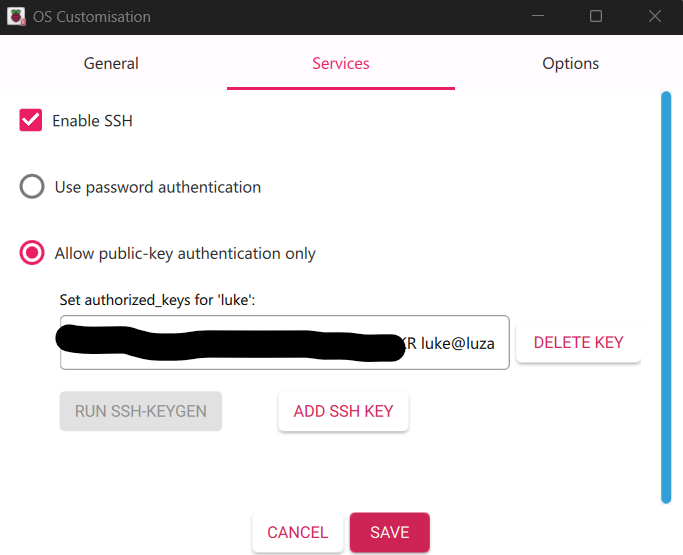 OS Customisation
General Services Options
Enable SSH
Use password authentication
Allow public-key authentication only
Set authorized_keys for 'luke':
luke@luza
DELETE KEY
RUN SSH-KEYGEN ADD SSH KEY
CANCEL SAVE